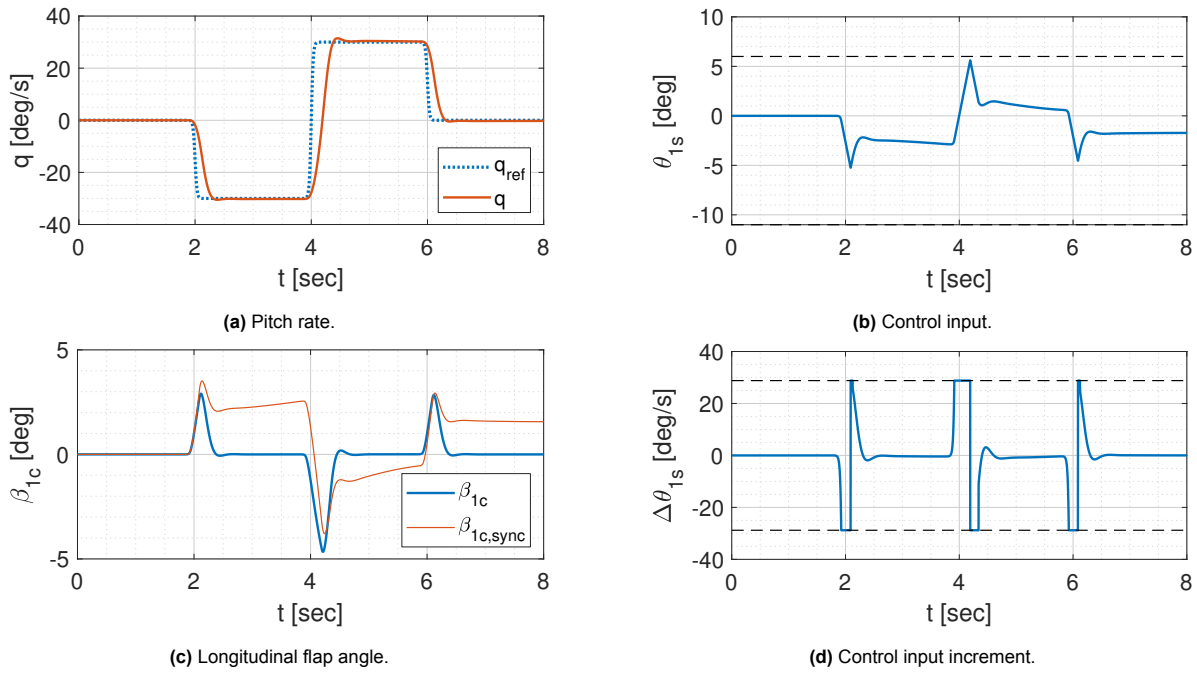 40
20
0
-20
-40
q [deg/s]
q_ref
q
0 2 4 6 8
t [sec]
(a) Pitch rate.
10
5
0
-5
-10
θ_1s [deg]
0 2 4 6 8
t [sec]
(b) Control input.
5
0
-5
β_1c [deg]
β_1c
β_1c,sync
0 2 4 6 8
t [sec]
(c) Longitudinal flap angle.
40
20
0
-20
-40
Δθ_1s [deg/s]
0 2 4 6 8
t [sec]
(d) Control input increment.